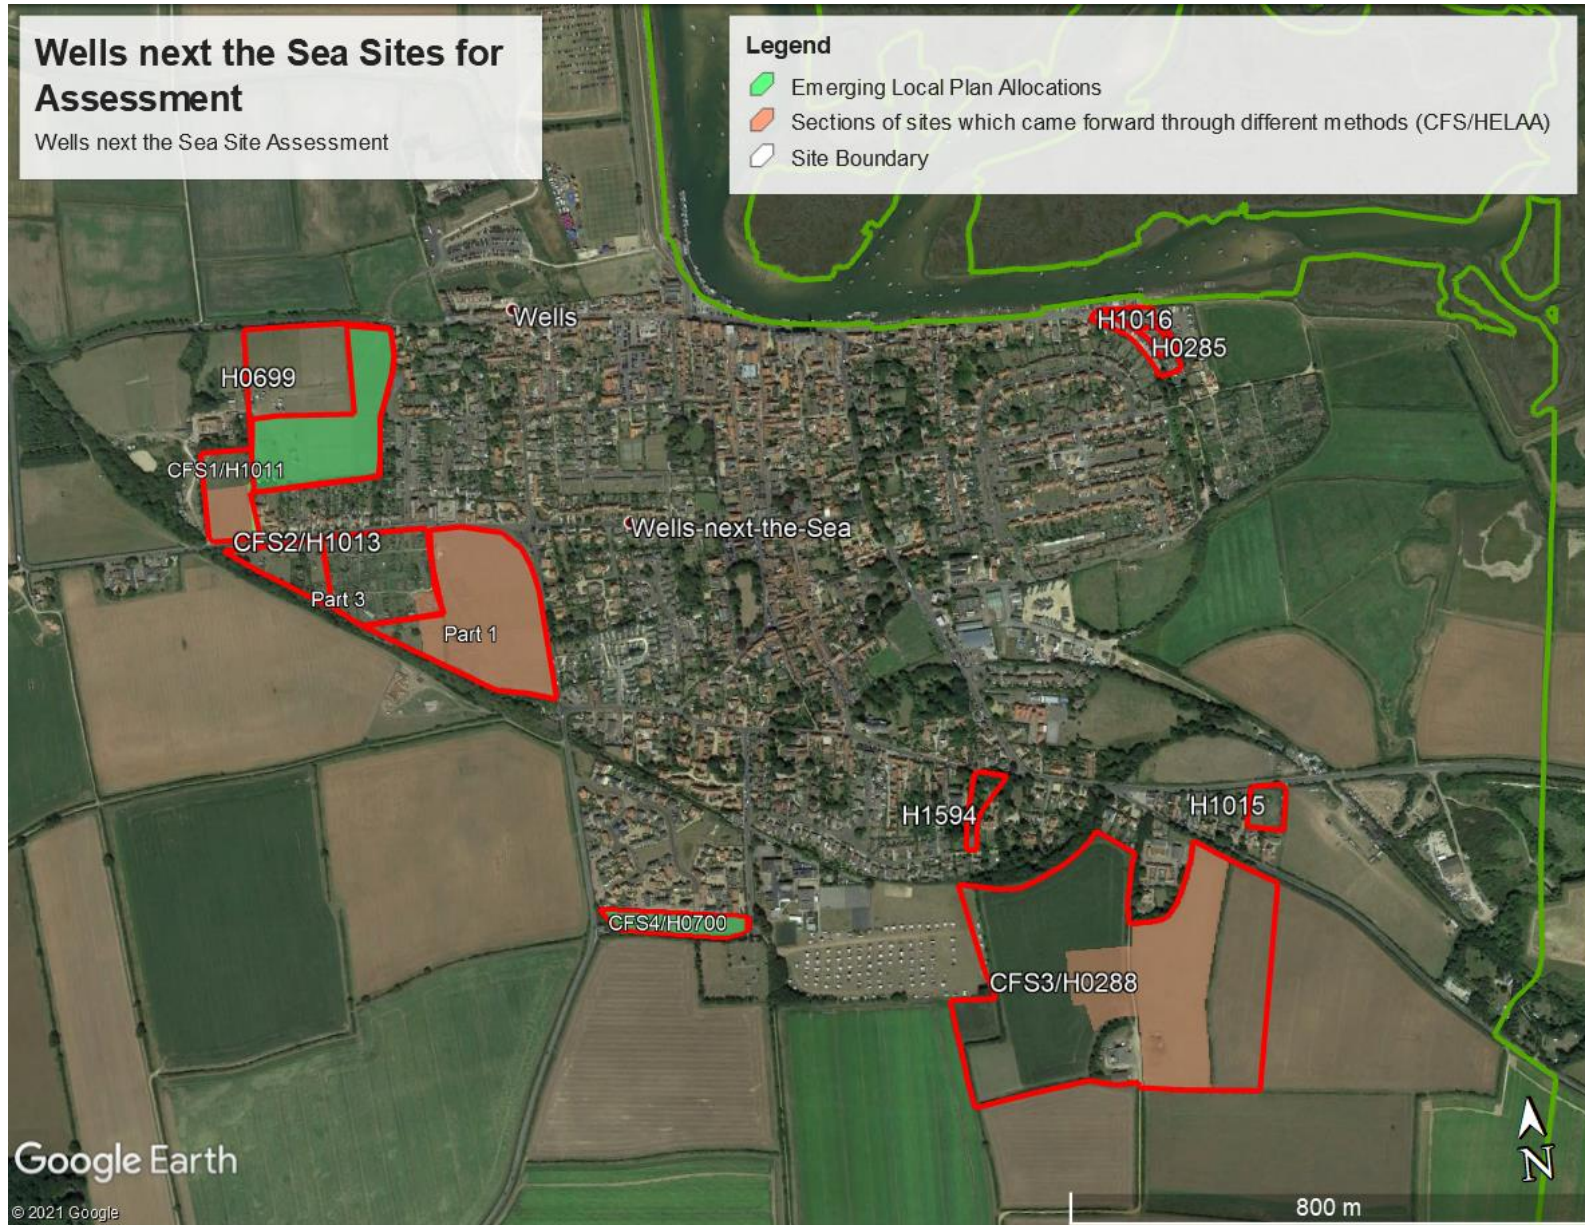 Wells next the Sea Sites for
Assessment
Wells next the Sea Site Assessment
Legend
Emerging Local Plan Allocations
Sections of sites which came forward through different methods (CFS/HELAA)
Site Boundary
Wells
H1016
H0285
H0699
CFS1/H1011
Wells-next-the-Sea
CFS2/H1013
Part 3
Part 1
H1594
H1015
CFS4/H0700
CFS3/H0288
Google Earth
N
800 m
© 2021 Google